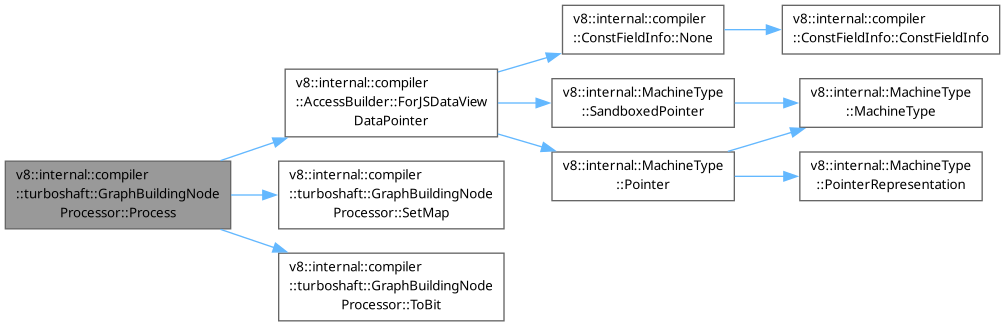 v8::internal::compiler
::turboshaft::GraphBuildingNode
Processor::Process
v8::internal::compiler
::AccessBuilder::ForJSDataView
DataPointer
v8::internal::compiler
::turboshaft::GraphBuildingNode
Processor::SetMap
v8::internal::compiler
::turboshaft::GraphBuildingNode
Processor::ToBit
v8::internal::compiler
::ConstFieldInfo::None
v8::internal::MachineType
::SandboxedPointer
v8::internal::MachineType
::Pointer
v8::internal::compiler
::ConstFieldInfo::ConstFieldInfo
v8::internal::MachineType
::MachineType
v8::internal::MachineType
::PointerRepresentation